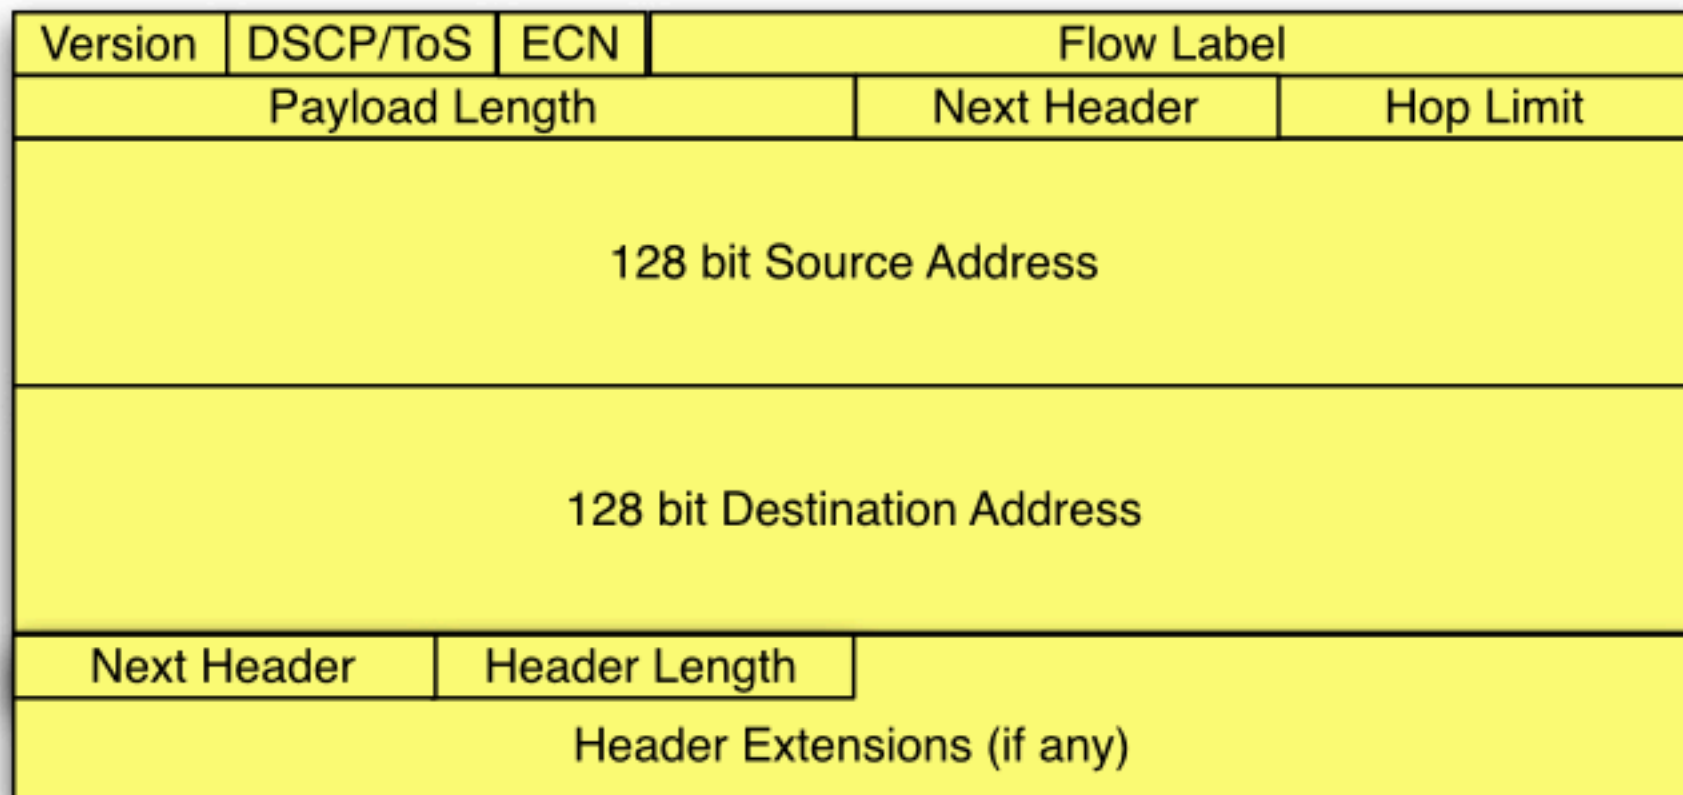 Version DSCP/ToS ECN Flow Label
Payload Length Next Header Hop Limit
128 bit Source Address
128 bit Destination Address
Next Header Header Length
Header Extensions (if any)